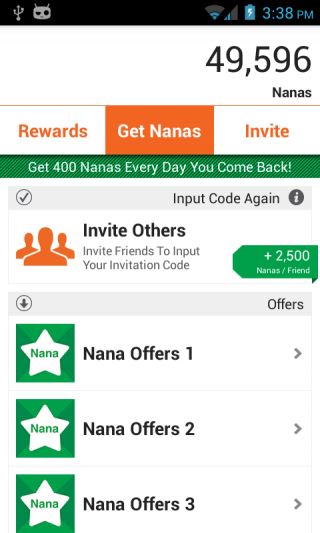 3:38 PM
49,596
Nanas
Rewards
Get Nanas
Invite
Get 400 Nanas Every Day You Come Back!
Input Code Again
Invite Others
Invite Friends To Input
Your Invitation Code
+ 2,500
Nanas / Friend
Offers
Nana
Nana Offers 1
Nana
Nana Offers 2
Nana
Nana Offers 3